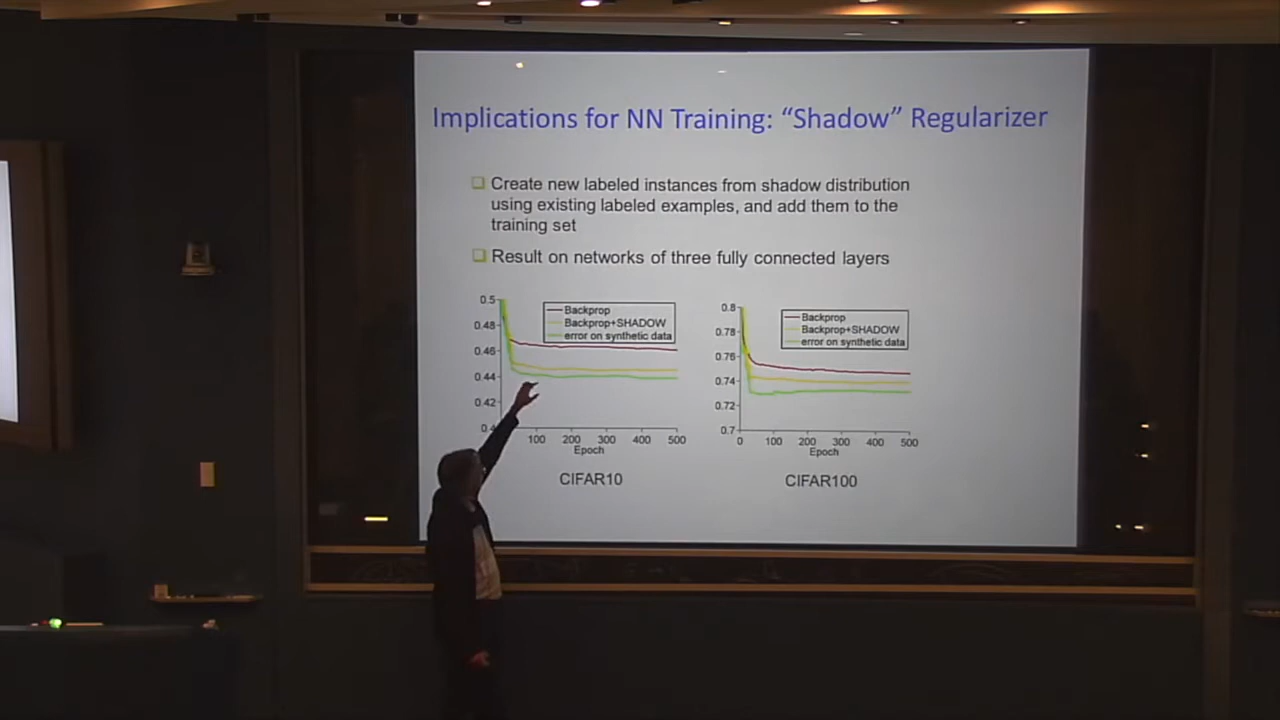 Implications for NN Training: “Shadow” Regularizer
Create new labeled instances from shadow distribution
using existing labeled examples, and add them to the
training set
Result on networks of three fully connected layers
0.5
0.48
0.46
0.44
0.42
Backprop
Backprop+SHADOW
error on synthetic data
100 200 300 400 500
Epoch
CIFAR10
0.8
0.78
0.76
0.74
0.72
0.7
Backprop
Backprop+SHADOW
error on synthetic data
0 100 200 300 400 500
Epoch
CIFAR100